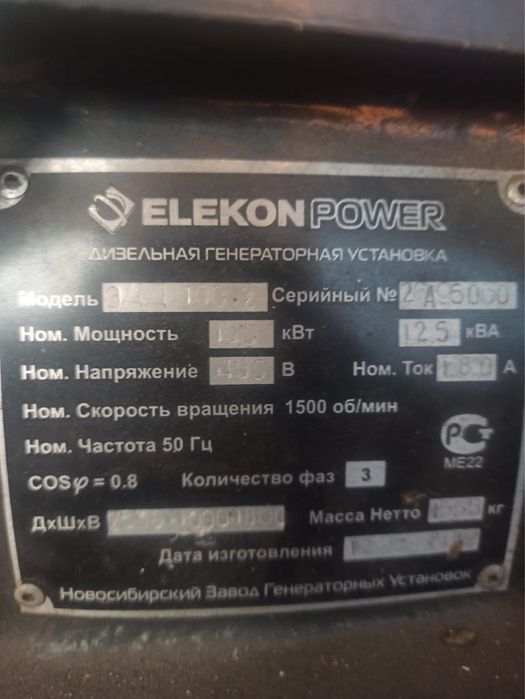 ELEKON POWER
ДИЗЕЛЬНАЯ ГЕНЕРАТОРНАЯ УСТАНОВКА
Модель Серийный №
Ном. Мощность кВт 125 кВА
Ном. Напряжение В Ном. Ток 180 А
Ном. Скорость вращения 1500 об/мин
Ном. Частота 50 Гц
РС
МЕ22
COSφ = 0.8 Количество фаз 3
ДхШхВ Масса Нетто кг
Дата изготовления
Новосибирский Завод Генераторных Установок